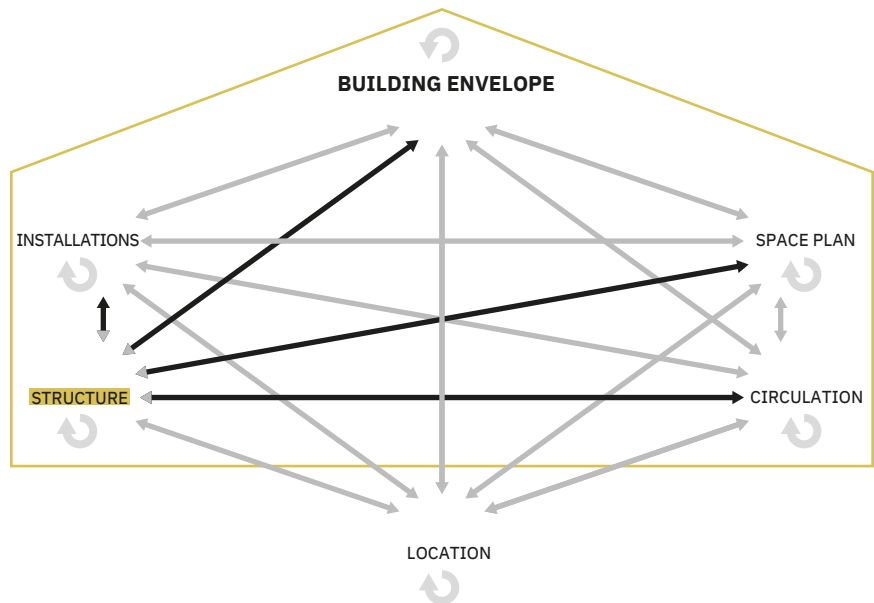 BUILDING ENVELOPE
INSTALLATIONS
SPACE PLAN
STRUCTURE
CIRCULATION
LOCATION